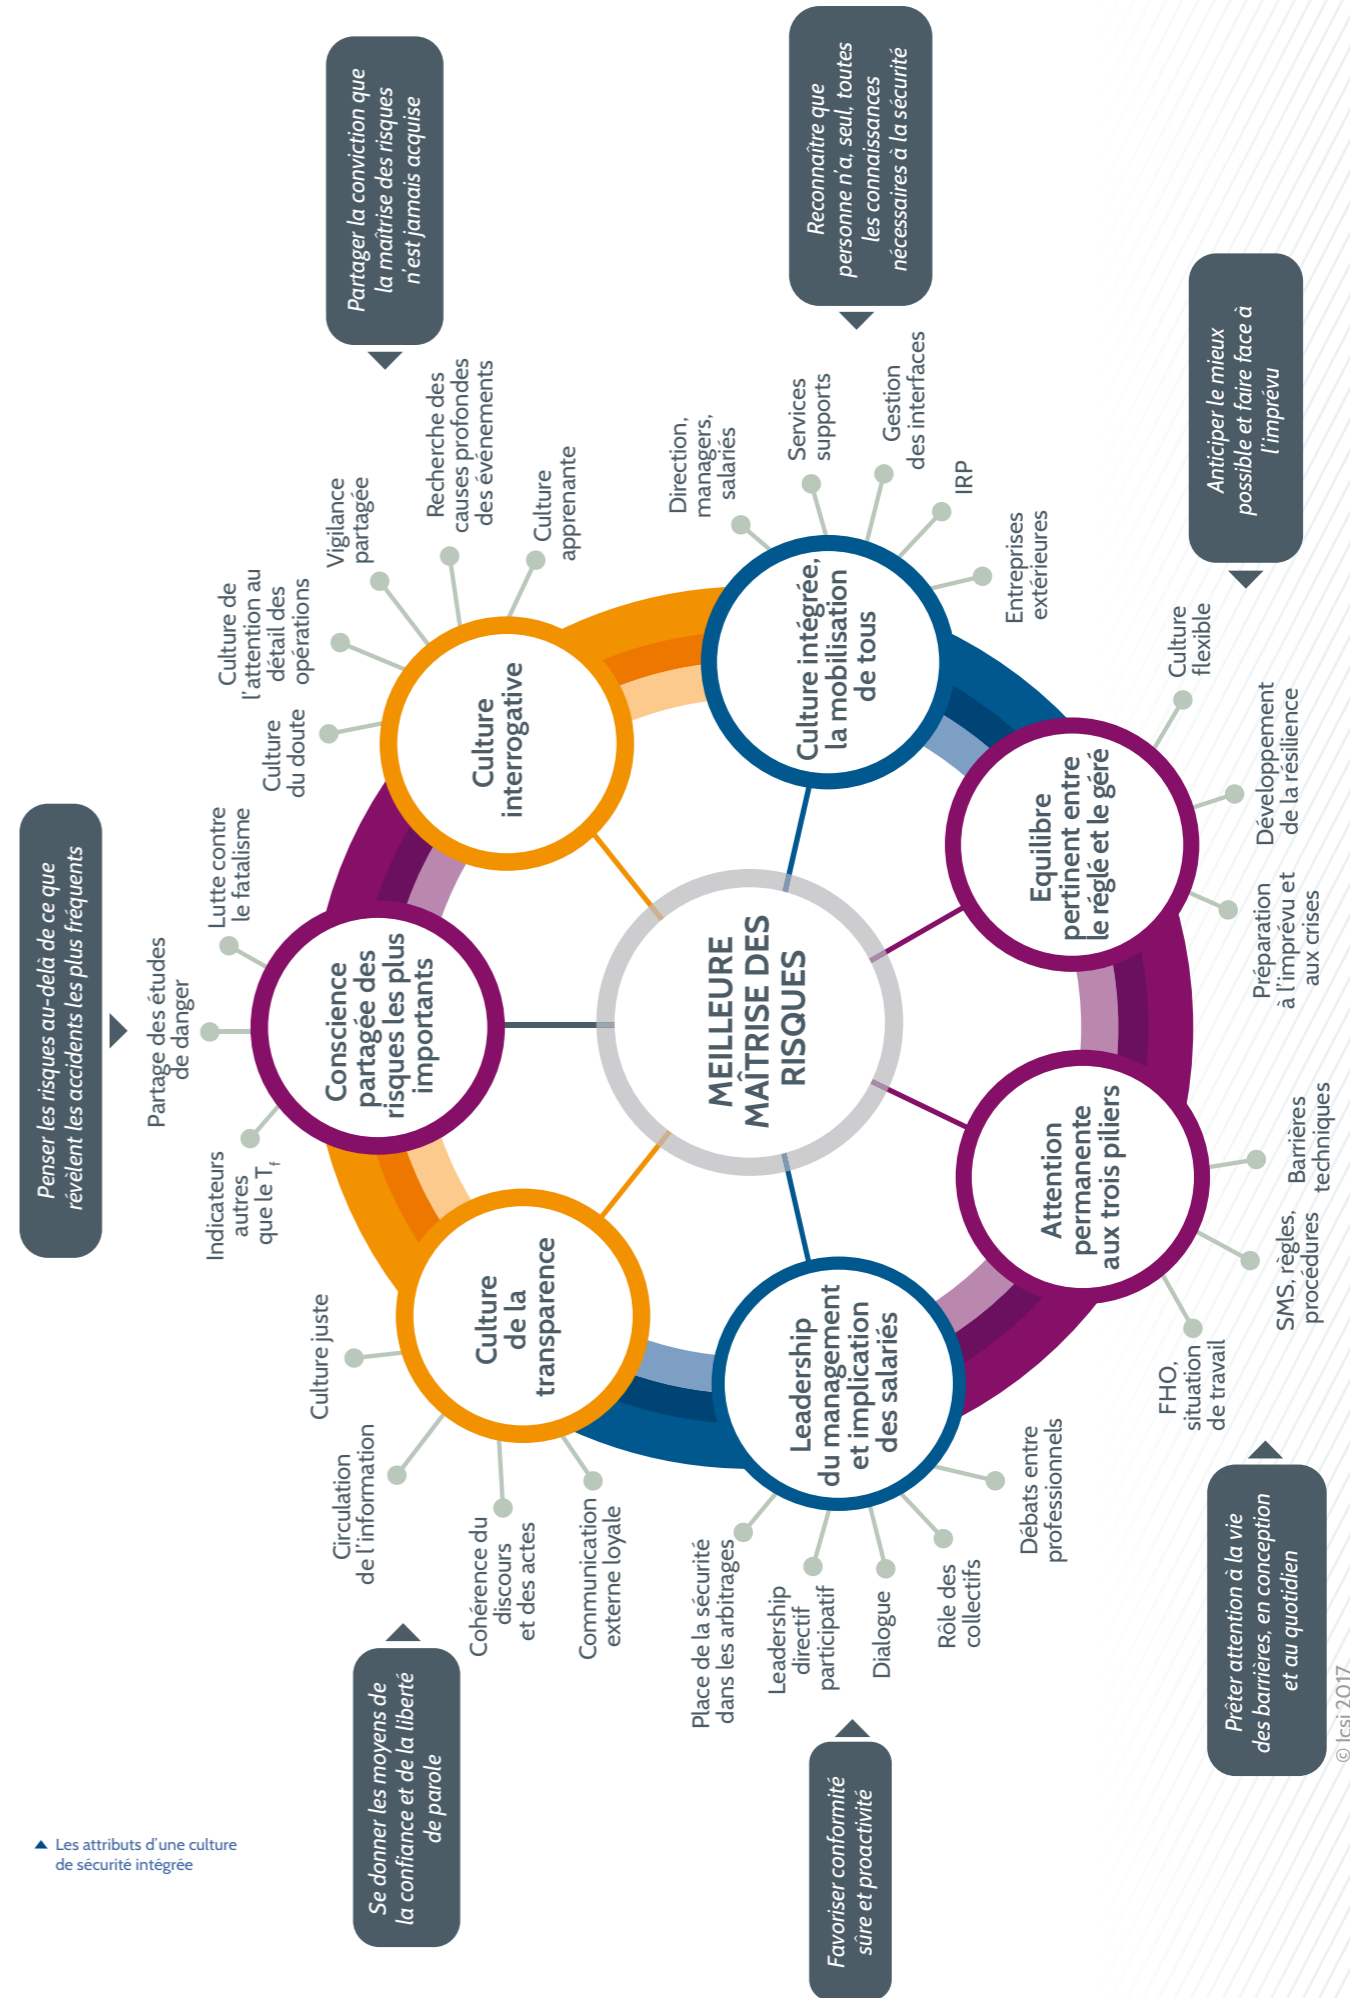 Penser les risques au-delà de ce que
révèlent les accidents les plus fréquents
Partager la conviction que
la maîtrise des risques
n'est jamais acquise
Reconnaître que
personne n'a, seul, toutes
les connaissances
nécessaires à la sécurité
Anticiper le mieux
possible et faire face à
l'imprévu
Prêter attention à la vie
des barrières, en conception
et au quotidien
Favoriser conformité
sûre et proactivité
Se donner les moyens de
la confiance et de la liberté
de parole
MEILLEURE
MAÎTRISE DES
RISQUES
Conscience
partagée des
risques les plus
importants
Indicateurs
autres
que le Tf
Partage des études
de danger
Lutte contre
le fatalisme
Culture
interrogative
Culture
du doute
Culture de
l'attention au
détail des
opérations
Vigilance
partagée
Recherche des
causes profondes
des événements
Culture
apprenante
Culture intégrée,
la mobilisation
de tous
Direction,
managers,
salariés
Services
supports
Gestion
des interfaces
IRP
Entreprises
extérieures
Equilibre
pertinent entre
le réglé et le géré
Culture
flexible
Développement
de la résilience
Préparation
à l'imprévu et
aux crises
Attention
permanente
aux trois piliers
Barrières
techniques
SMS, règles,
procédures
FHO,
situation
de travail
Leadership
du management
et implication
des salariés
Débats entre
professionnels
Rôle des
collectifs
Dialogue
Leadership
directif
participatif
Place de la sécurité
dans les arbitrages
Culture
de la
transparence
Communication
externe loyale
Cohérence du
discours
et des actes
Circulation
de l'information
Culture juste
© Icsi 2017
Les attributs d'une culture
de sécurité intégrée